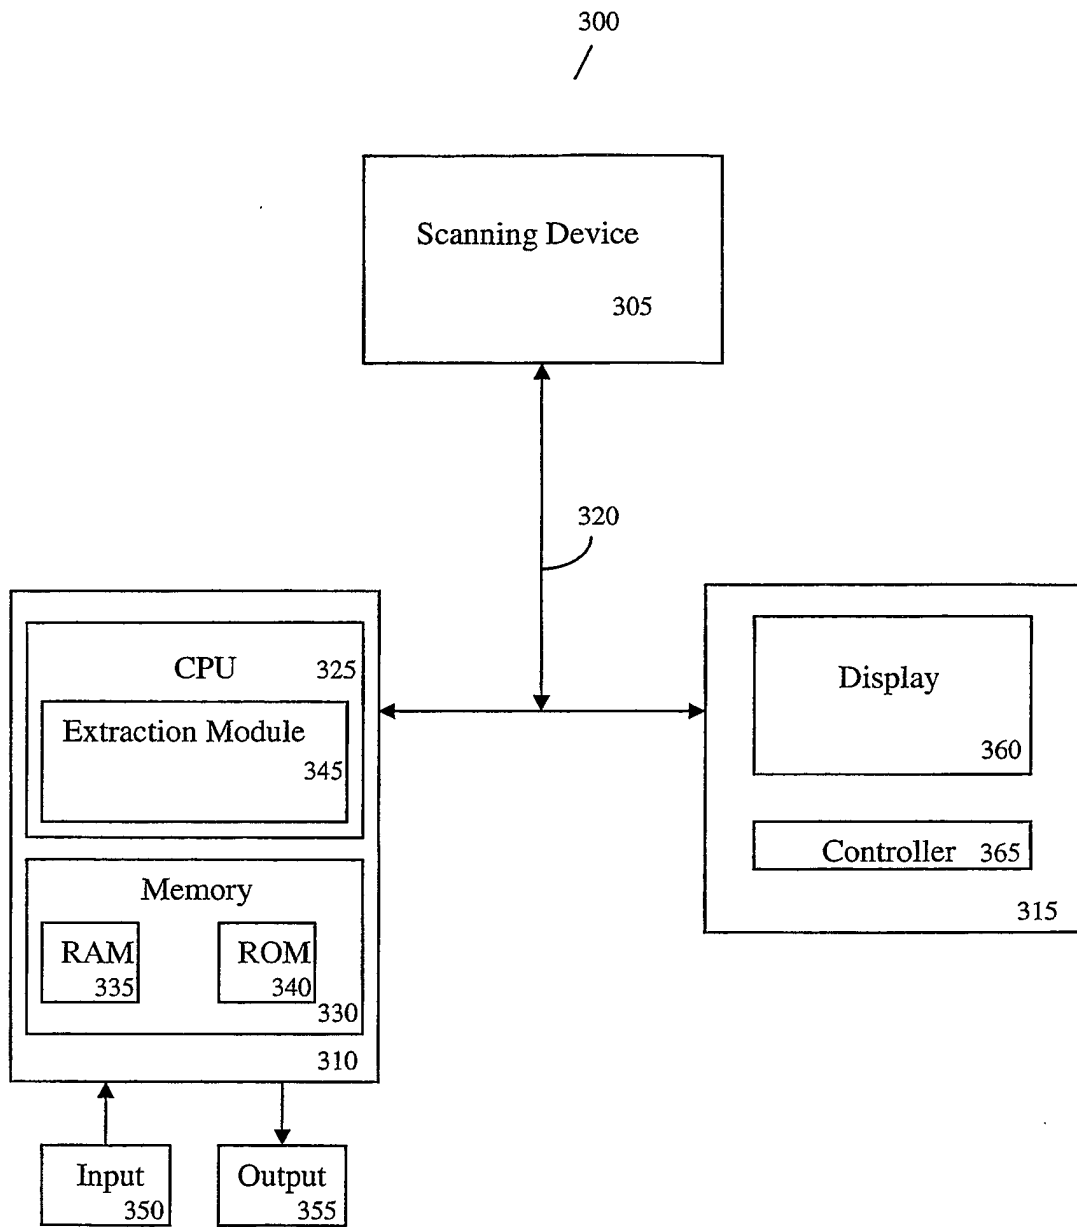 300
Scanning Device
305
320
CPU 325
Extraction Module
345
Memory
RAM
335
ROM
340
330
310
Input
350
Output
355
Display
360
Controller 365
315